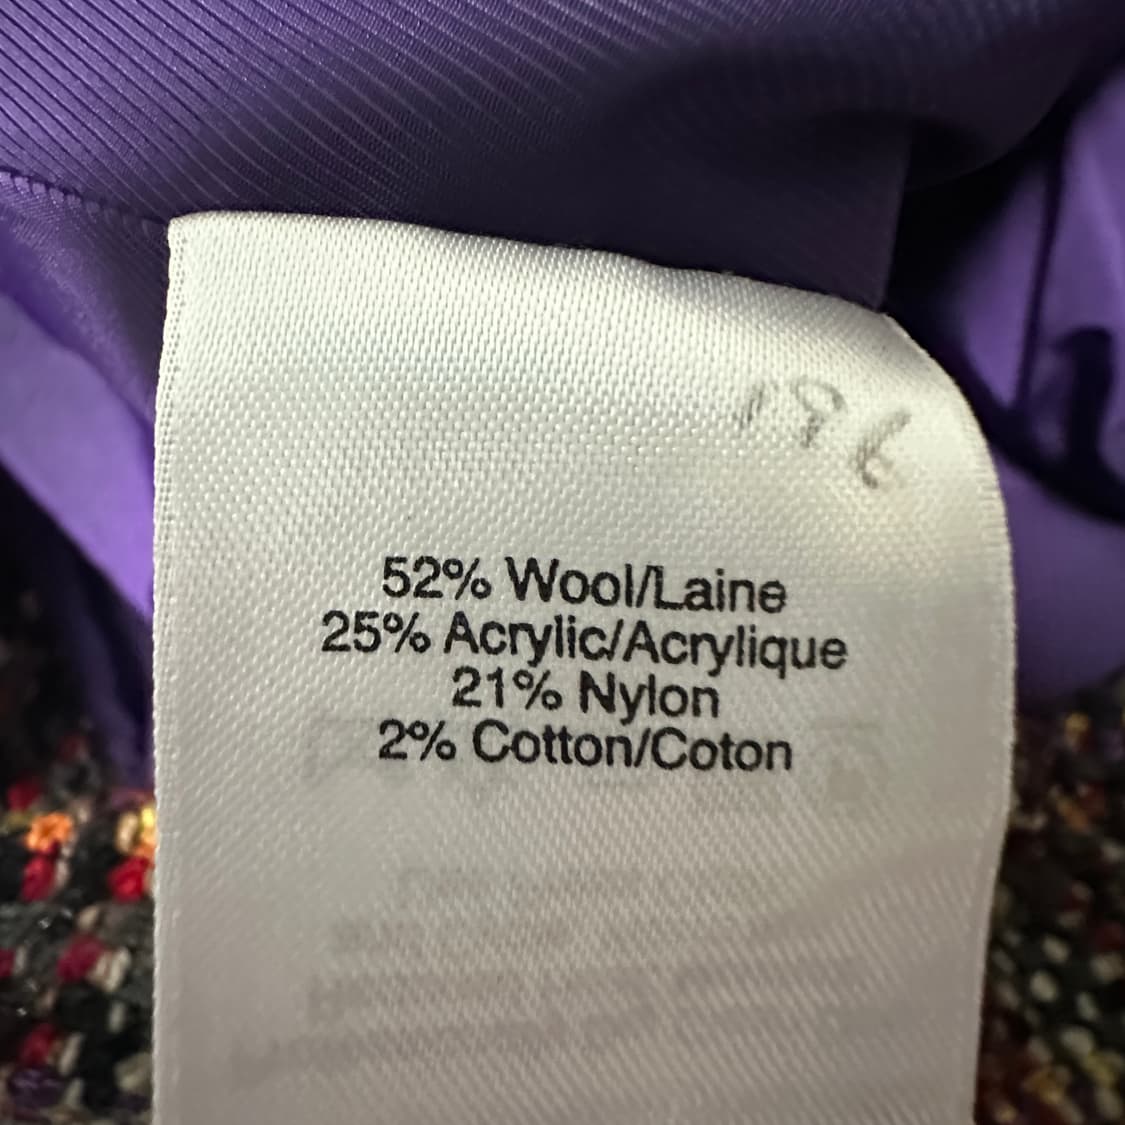 52% Wool/Laine
25% Acrylic/Acrylique
21% Nylon
2% Cotton/Coton